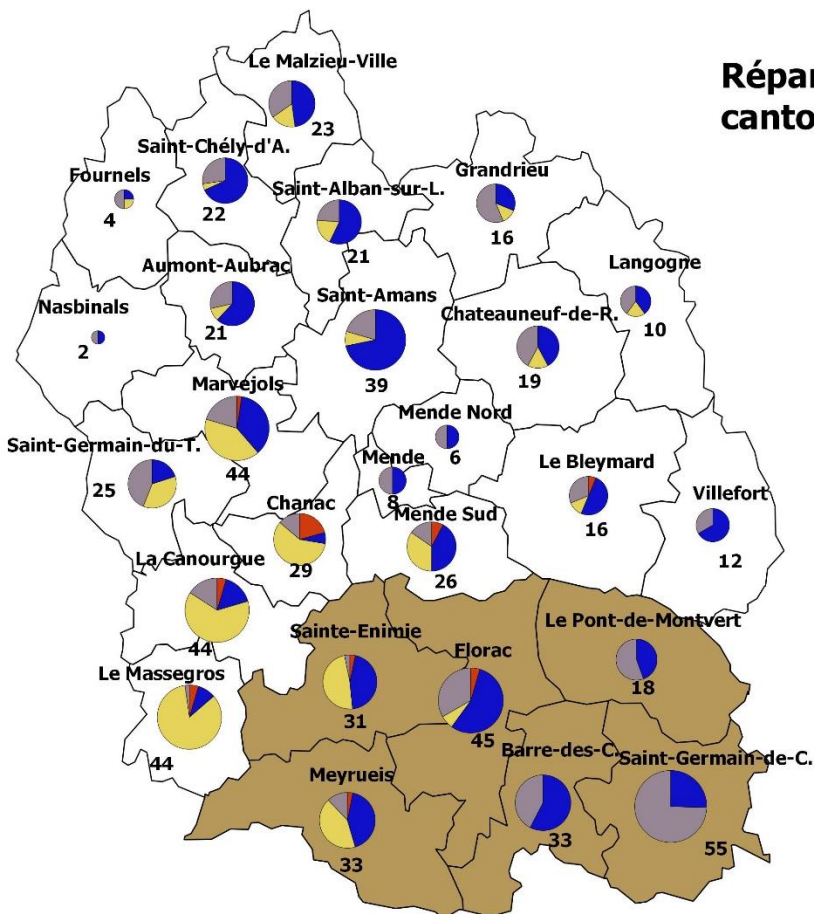 Le Malzieu-Ville
23
Répar
canto
Saint-Chély-d'A.
22
Fournels
4
Saint-Alban-sur-L.
21
Grandrieu
16
Aumont-Aubrac
21
Langogne
10
Nasbinals
2
Saint-Amans
39
Chateauneuf-de-R.
19
Marvejols
44
Mende Nord
6
Saint-Germain-du-T.
25
Mende
8
Le Bleymard
16
Villefort
12
Chanac
29
Mende Sud
26
La Canourgue
44
Sainte-Enimie
31
Florac
45
Le Pont-de-Montvert
18
Le Massegros
44
Barre-des-C.
33
Saint-Germain-de-C.
55
Meyrueis
33